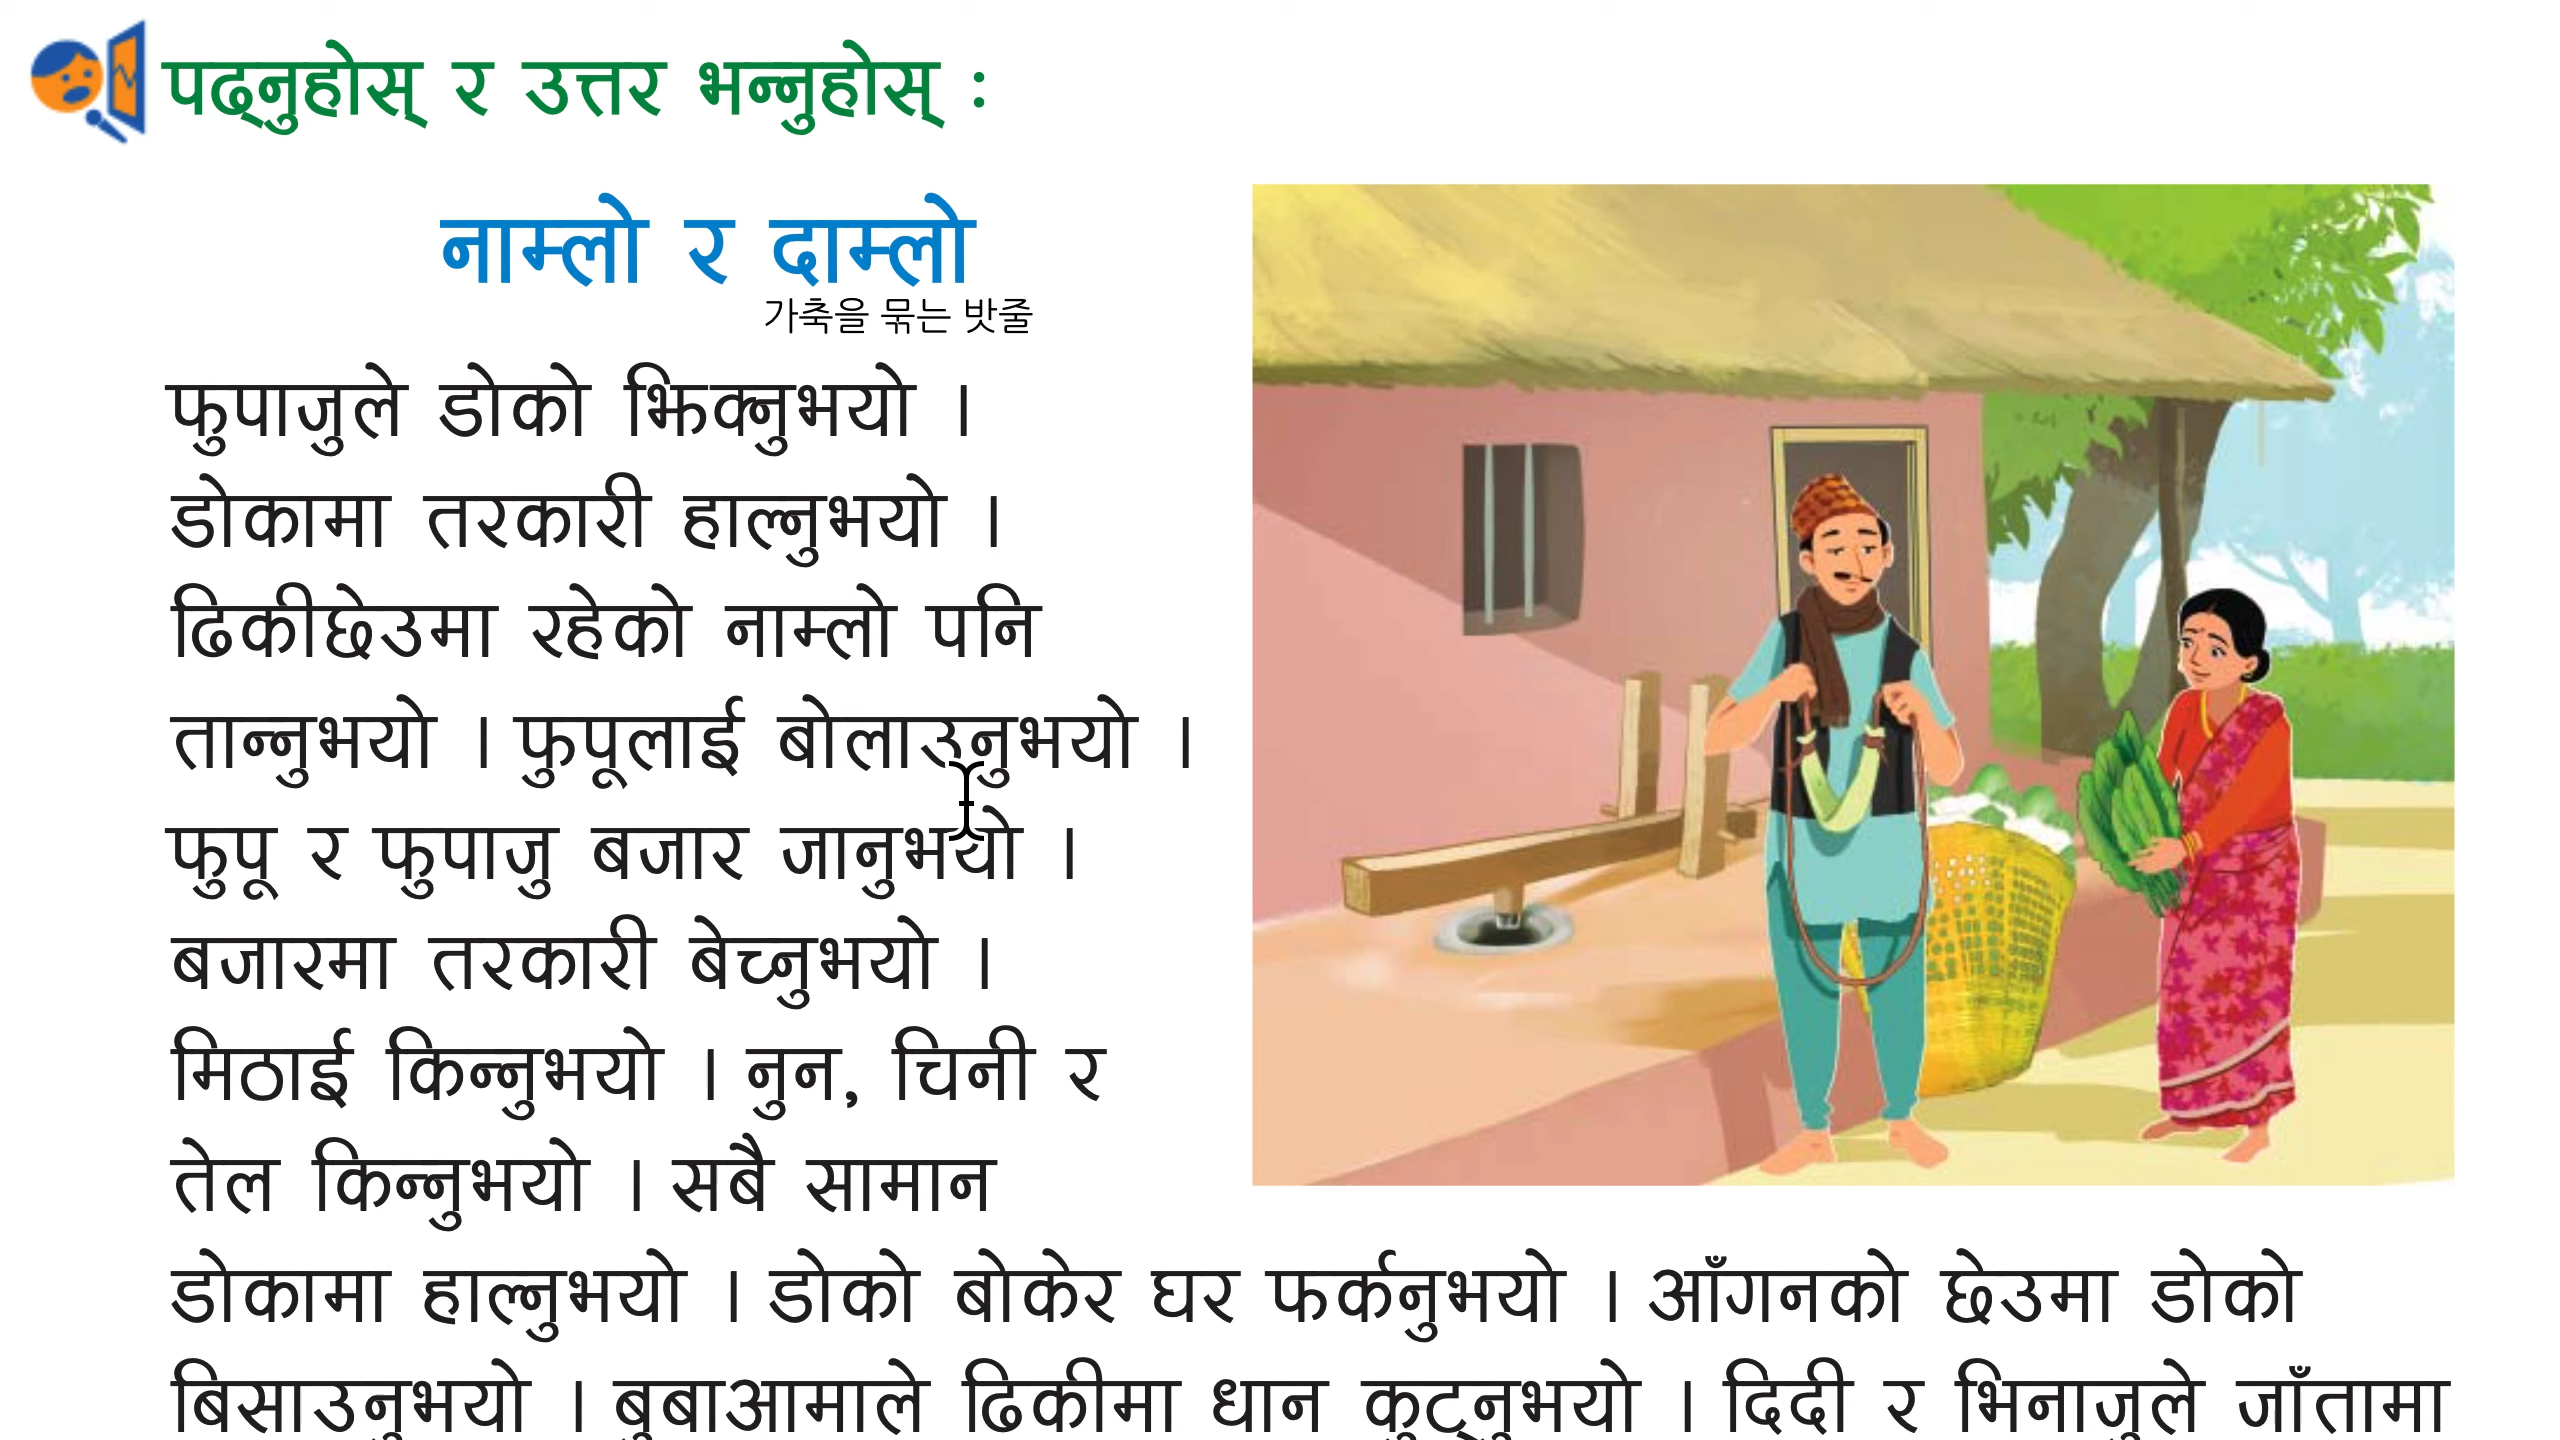 पढ्नुहोस् र उत्तर भन्नुहोस् :
नाम्लो र दाम्लो
가축을 묶는 밧줄
फुपाजुले डोको झिक्नुभयो ।
डोकामा तरकारी हाल्नुभयो ।
ढिकीछेउमा रहेको नाम्लो पनि
तान्नुभयो । फुपूलाई बोलाउनुभयो ।
फुपू र फुपाजु बजार जानुभयो ।
बजारमा तरकारी बेच्नुभयो ।
मिठाई किन्नुभयो । नुन, चिनी र
तेल किन्नुभयो । सबै सामान
डोकामा हाल्नुभयो । डोको बोकेर घर फर्कनुभयो । आँगनको छेउमा डोको
बिसाउनुभयो । बुबाआमाले ढिकीमा धान कुट्नुभयो । दिदी र भिनाजुले जाँतामा